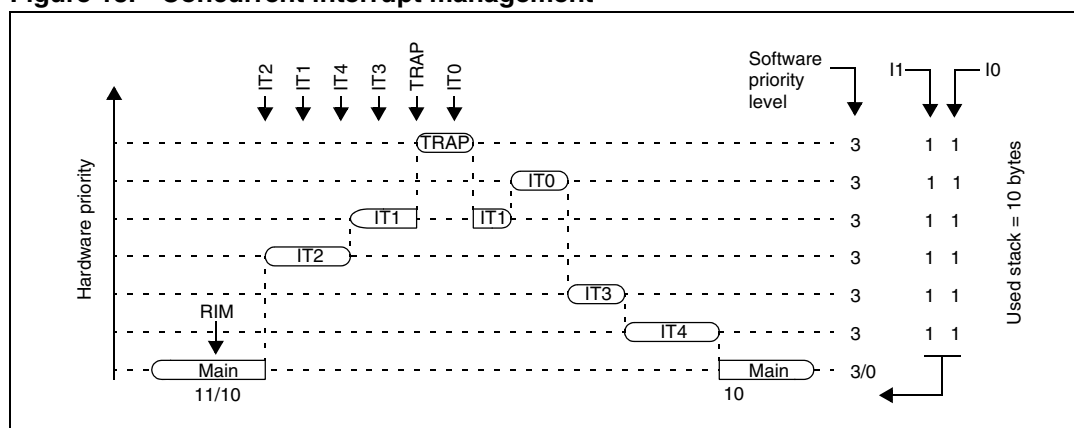 Figure 18. Concurrent interrupt management
IT2
IT1
IT4
IT3
TRAP
IT0
Software
priority
level
I1
I0
Hardware priority
TRAP
3
1 1
IT0
3
1 1
IT1
IT1
3
1 1
IT2
3
1 1
RIM
IT3
3
1 1
IT4
3
1 1
Main
Main
3/0
11/10
10
Used stack = 10 bytes